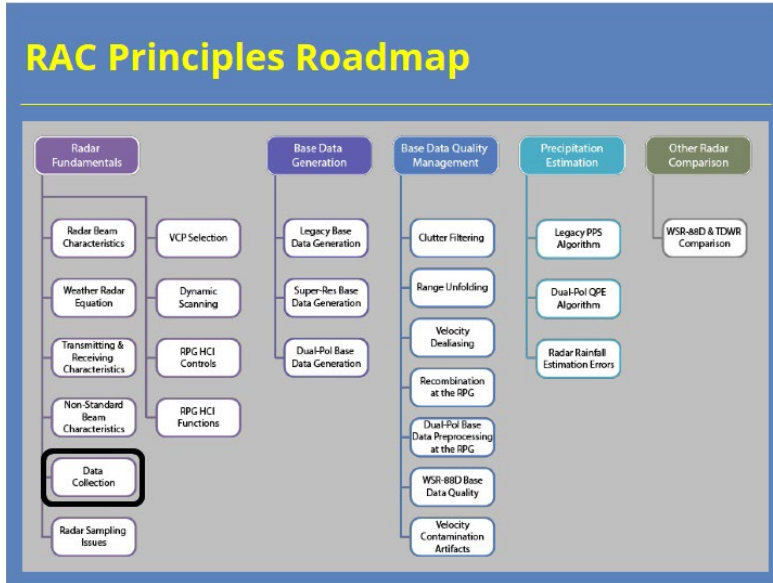 RAC Principles Roadmap
Radar
Fundamentals
Radar Beam
Characteristics
Weather Radar
Equation
Transmitting &
Receiving
Characteristics
Non-Standard
Beam
Characteristics
Data
Collection
Radar Sampling
Issues
VCP Selection
Dynamic
Scanning
RPG HCI
Controls
RPG HCI
Functions
Base Data
Generation
Legacy Base
Data Generation
Super-Res Base
Data Generation
Dual-Pol Base
Data Generation
Base Data Quality
Management
Clutter Filtering
Range Unfolding
Velocity
Dealiasing
Recombination
at the RPG
Dual-Pol Base
Data Preprocessing
at the RPG
WSR-88D Base
Data Quality
Velocity
Contamination
Artifacts
Precipitation
Estimation
Legacy PPS
Algorithm
Dual-Pol QPE
Algorithm
Radar Rainfall
Estimation Errors
Other Radar
Comparison
WSR-88D & TDWR
Comparison